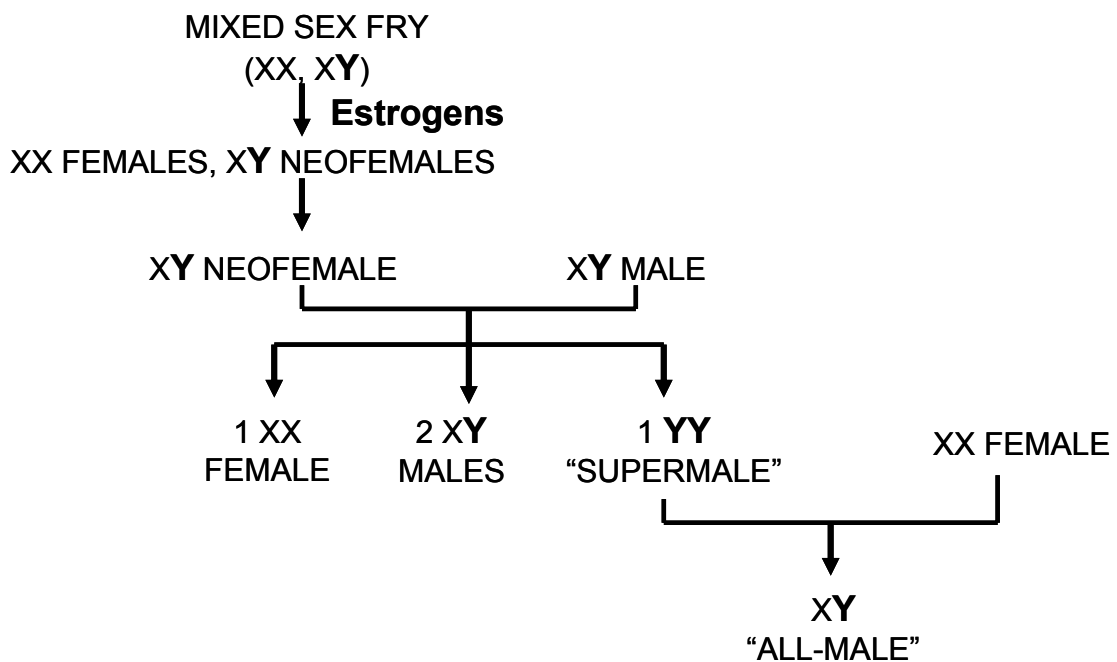 MIXED SEX FRY
(XX, XY)
Estrogens
XX FEMALES, XY NEOFEMALES
XY NEOFEMALE
XY MALE
1 XX
FEMALE
2 XY
MALES
1 YY
“SUPERMALE”
XX FEMALE
XY
“ALL-MALE”